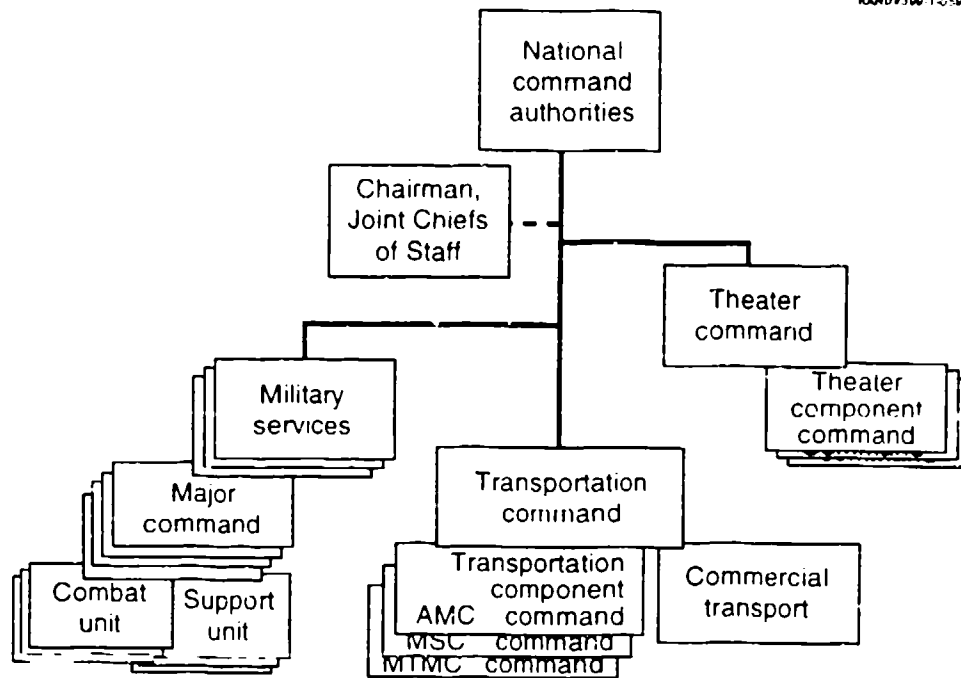 National
command
authorities
Chairman,
Joint Chiefs
of Staff
Theater
command
Theater
component
command
Military
services
Major
command
Transportation
command
Combat
unit
Support
unit
Transportation
component
AMC command
MSC command
MTMC command
Commercial
transport